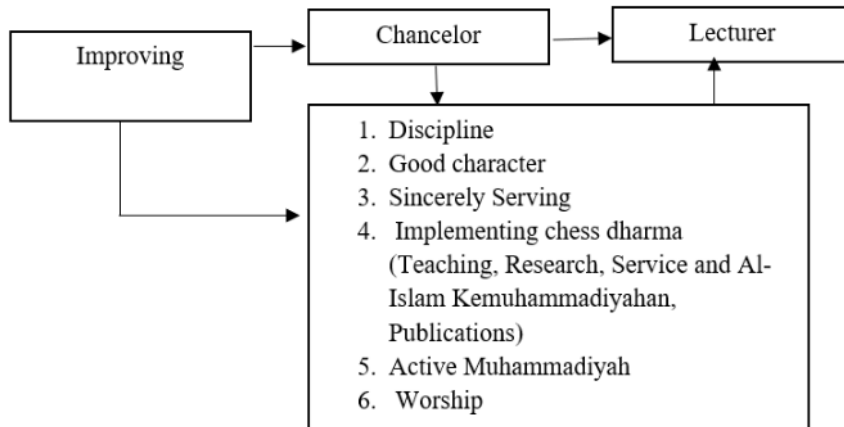 Improving
Chancelor
Lecturer
1. Discipline
2. Good character
3. Sincerely Serving
4. Implementing chess dharma
(Teaching, Research, Service and Al-
Islam Kemuhammadiyahan,
Publications)
5. Active Muhammadiyah
6. Worship